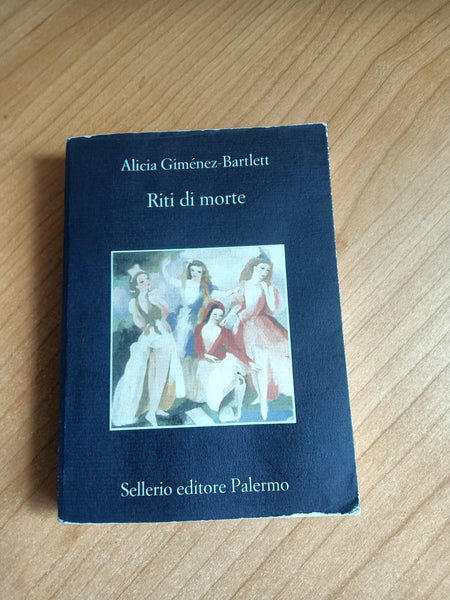 Alicia Giménez-Bartlett
Riti di morte
Sellerio editore Palermo